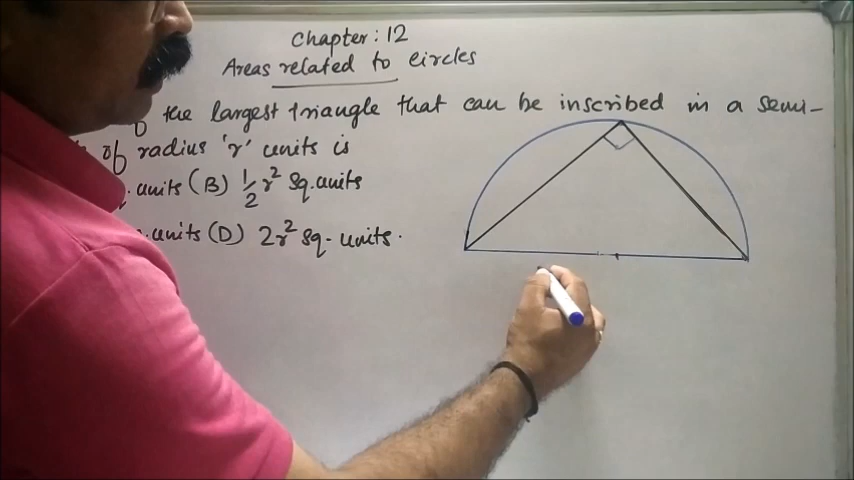 Chapter: 12
Areas related to circles
the largest triangle that can be inscribed in a semi-
of radius 'r' units is
units (B) 1/2 r² sq.units
units (D) 2r² sq- units.